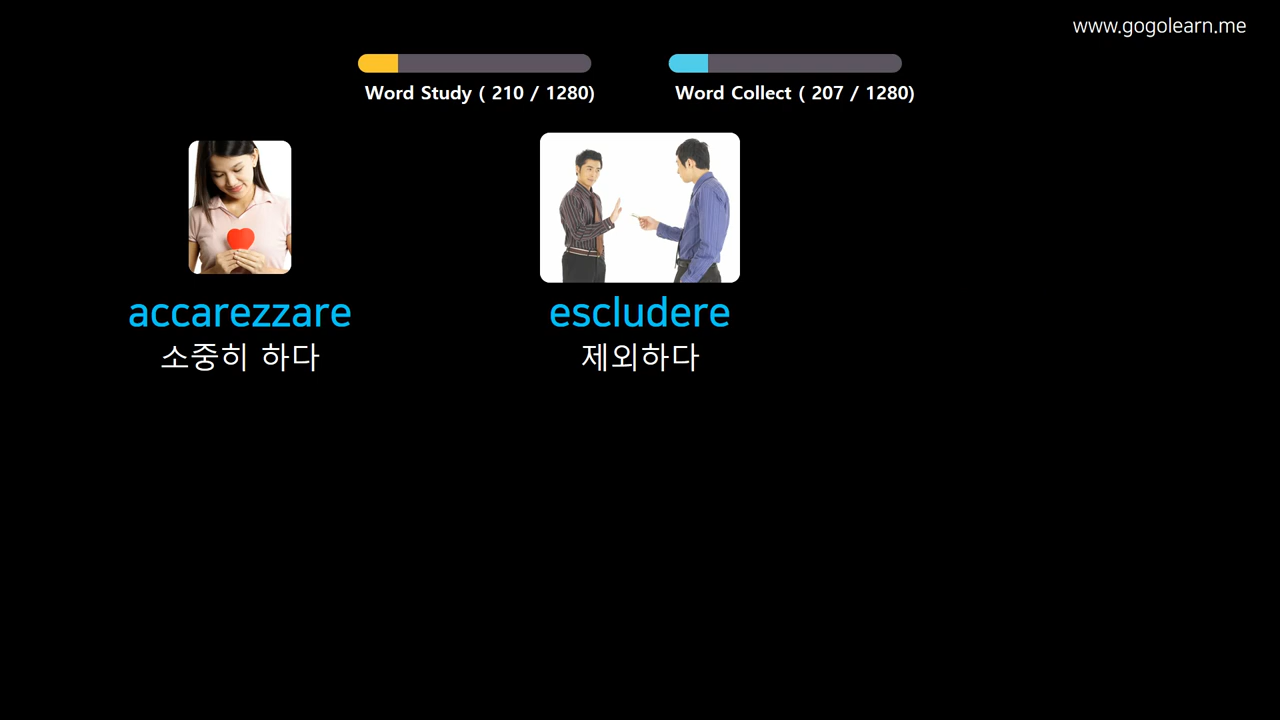 www.gogolearn.me
Word Study ( 210 / 1280)
Word Collect ( 207 / 1280)
accarezzare
소중히 하다
escludere
제외하다